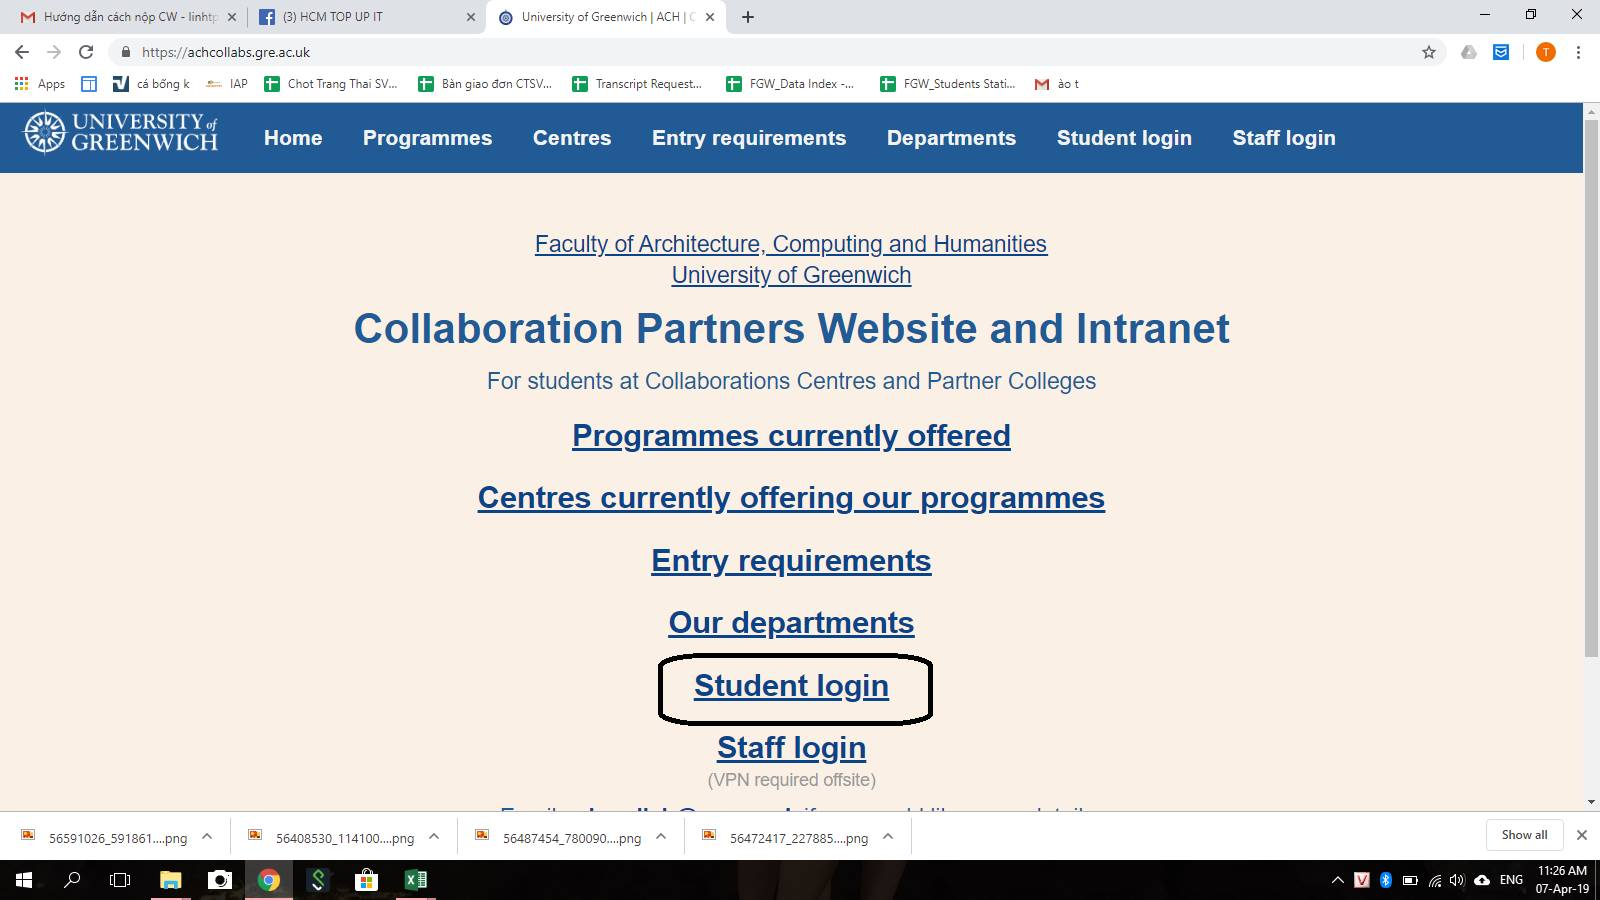 Hướng dẫn cách nộp CW - linhtp
(3) HCM TOP UP IT
University of Greenwich | ACH | C
https://achcollabs.gre.ac.uk
T
Apps
cá bống k
IAP
Chot Trang Thai SV...
Bàn giao đơn CTSV...
Transcript Request...
FGW_Data Index -...
FGW_Students Stati...
ào t
UNIVERSITY of
GREENWICH
Home
Programmes
Centres
Entry requirements
Departments
Student login
Staff login
Faculty of Architecture, Computing and Humanities
University of Greenwich
Collaboration Partners Website and Intranet
For students at Collaborations Centres and Partner Colleges
Programmes currently offered
Centres currently offering our programmes
Entry requirements
Our departments
Student login
Staff login
(VPN required offsite)
56591026_591861....png
56408530_114100....png
56487454_780090....png
56472417_227885....png
Show all
ENG
11:26 AM
07-Apr-19